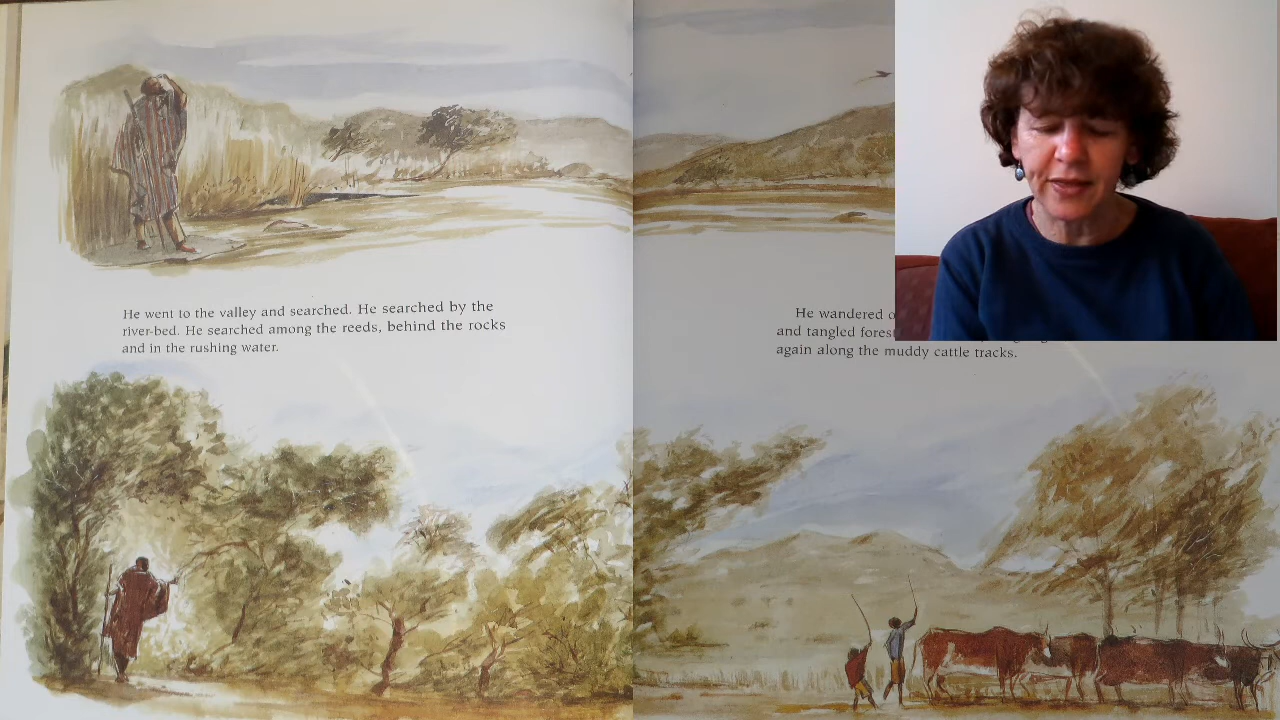 He went to the valley and searched. He searched by the
river-bed. He searched among the reeds, behind the rocks
and in the rushing water.
He wandered
and tangled
again along the muddy cattle tracks.